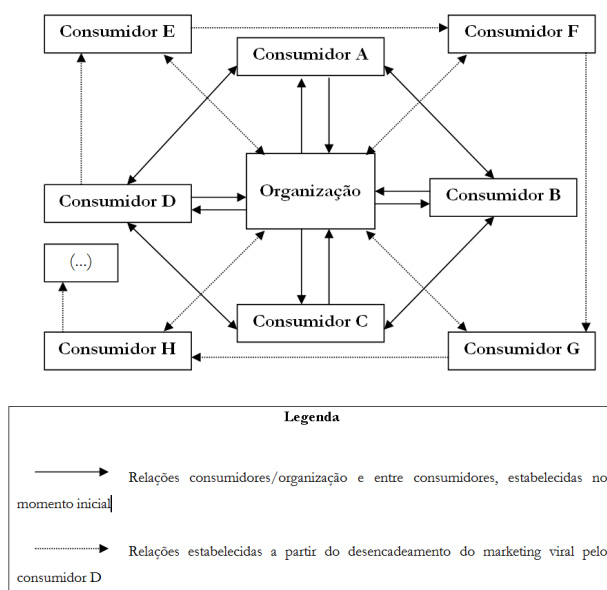 Consumidor E
Consumidor F
Consumidor A
Organização
Consumidor D
Consumidor B
(...)
Consumidor C
Consumidor H
Consumidor G
Legenda
Relações consumidores/organização e entre consumidores, estabelecidas no
momento inicial
Relações estabelecidas a partir do desencadeamento do marketing viral pelo
consumidor D